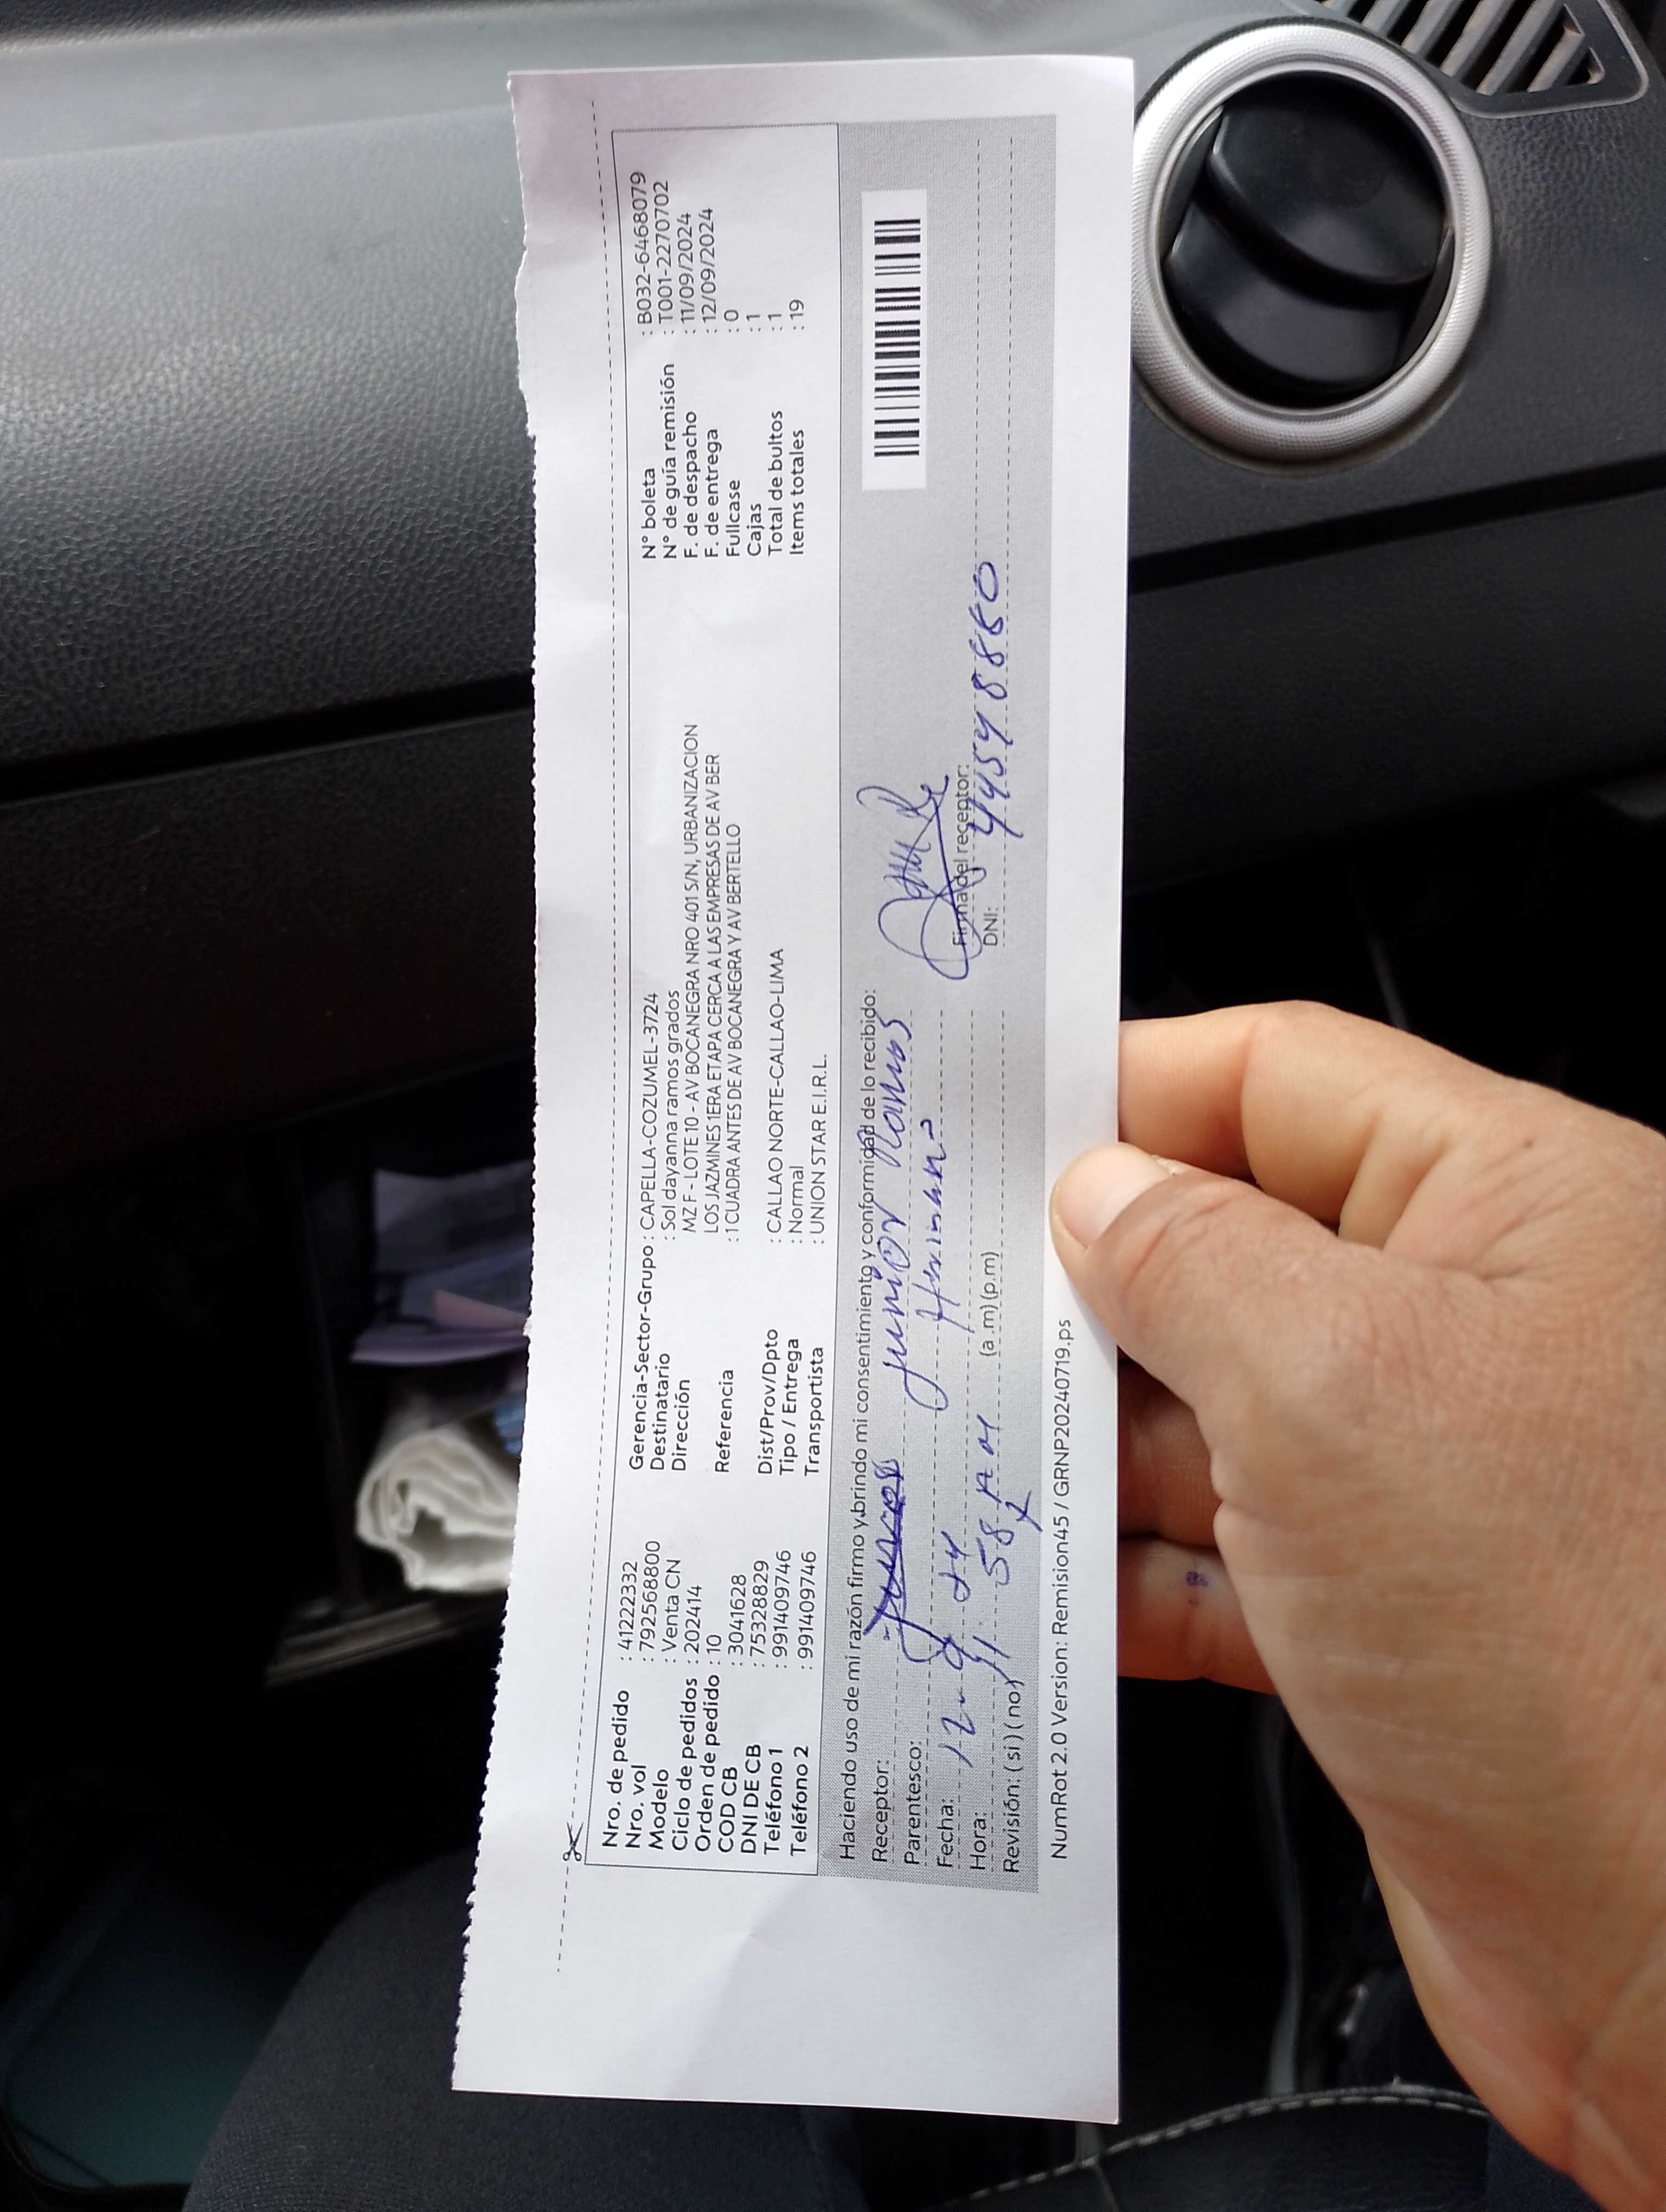 Nro. de pedido : 41222332
Nro. vol : 792568800
Modelo : Venta CN
Ciclo de pedidos : 202414
Orden de pedido : 10
COD CB : 3041628
DNI DE CB : 75328829
Teléfono 1 : 991409746
Teléfono 2 : 991409746
Gerencia-Sector-Grupo : CAPELLA-COZUMEL-3724
Destinatario : Sol dayanna ramos grados
Dirección MZ F - LOTE 10 - AV BOCANEGRA NRO 401 S/N, URBANIZACION
LOS JAZMINES 1ERA ETAPA CERCA A LAS EMPRESAS DE AV BER
Referencia : 1 CUADRA ANTES DE AV BOCANEGRA Y AV BERTELLO
Dist/Prov/Dpto : CALLAO NORTE-CALLAO-LIMA
Tipo / Entrega : Normal
Transportista : UNION STAR E.I.R.L.
N° boleta : B032-6468079
N° de guía remisión : T001-2270702
F. de despacho : 11/09/2024
F. de entrega : 12/09/2024
Fullcase : 0
Cajas : 1
Total de bultos : 1
Items totales : 19
Haciendo uso de mi razón firmo y brindo mi consentimiento y conformidad de lo recibido:
Receptor: Junior Ramos
Parentesco: Hermano
Fecha: 12 9 24
Hora: 11 58 (a.m) (p.m)
Revisión: ( si ) ( no )
Firma del receptor:
DNI:
NumRot 2.0 Version: Remision45 / GRNP20240719.ps